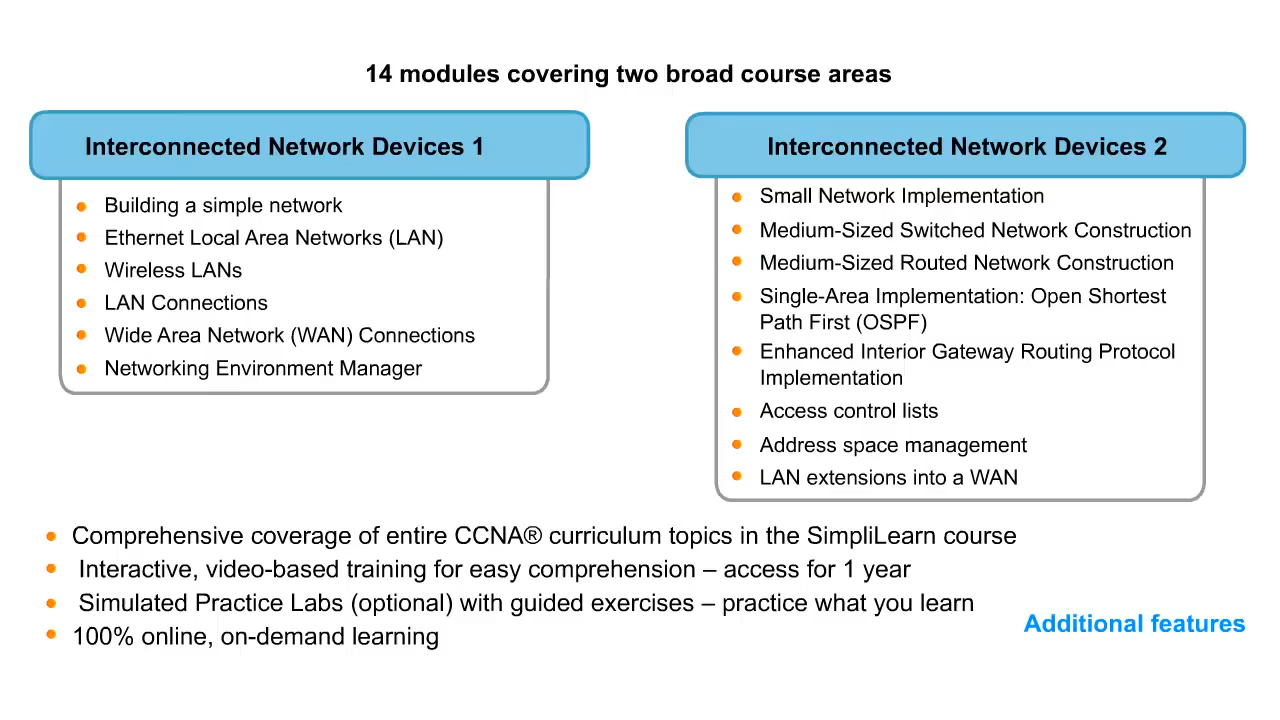 14 modules covering two broad course areas
Interconnected Network Devices 1
Building a simple network
Ethernet Local Area Networks (LAN)
Wireless LANs
LAN Connections
Wide Area Network (WAN) Connections
Networking Environment Manager
Interconnected Network Devices 2
Small Network Implementation
Medium-Sized Switched Network Construction
Medium-Sized Routed Network Construction
Single-Area Implementation: Open Shortest
Path First (OSPF)
Enhanced Interior Gateway Routing Protocol
Implementation
Access control lists
Address space management
LAN extensions into a WAN
Comprehensive coverage of entire CCNA® curriculum topics in the SimpliLearn course
Interactive, video-based training for easy comprehension – access for 1 year
Simulated Practice Labs (optional) with guided exercises – practice what you learn
100% online, on-demand learning
Additional features